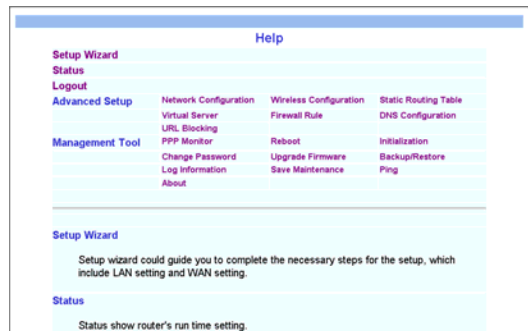 Help
Setup Wizard
Status
Logout
Advanced Setup Network Configuration Wireless Configuration Static Routing Table
Virtual Server Firewall Rule DNS Configuration
URL Blocking
Management Tool PPP Monitor Reboot Initialization
Change Password Upgrade Firmware Backup/Restore
Log Information Save Maintenance Ping
About
Setup Wizard
Setup wizard could guide you to complete the necessary steps for the setup, which
include LAN setting and WAN setting.
Status
Status show router's run time setting.